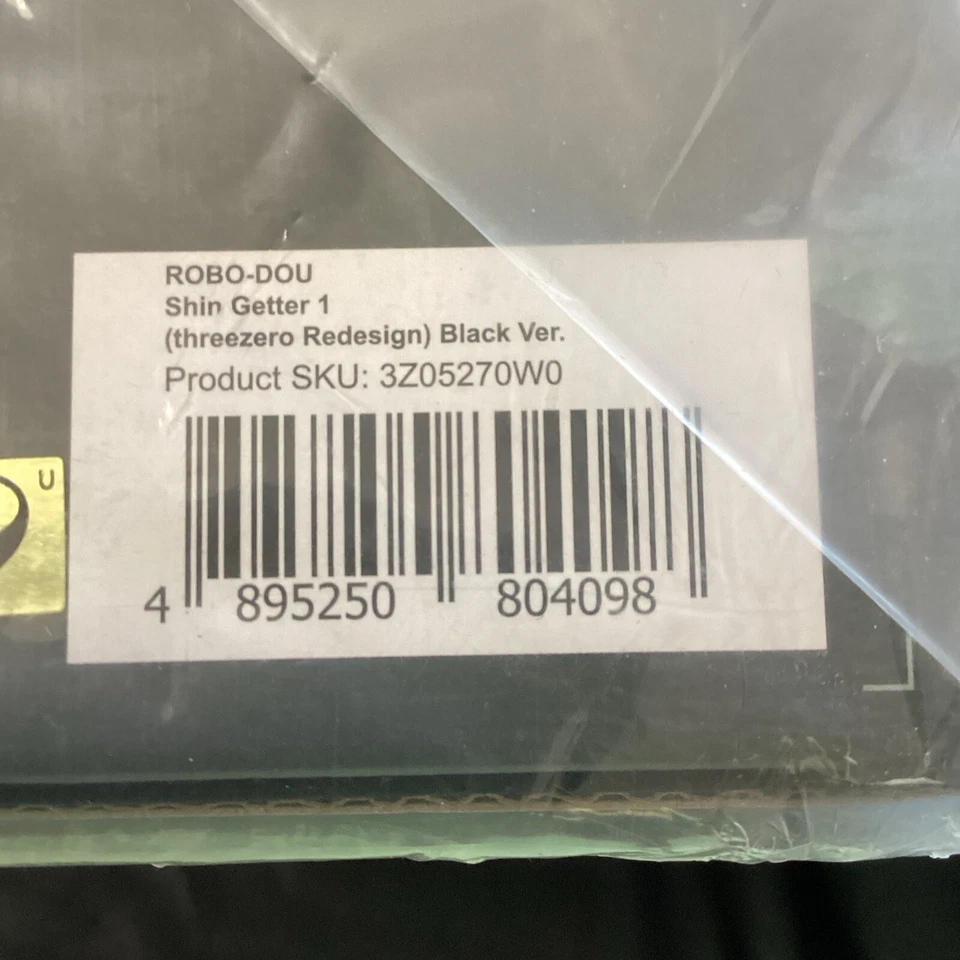 ROBO-DOU
Shin Getter 1
(threezero Redesign) Black Ver.
Product SKU: 3Z05270W0
U
4 895250 804098